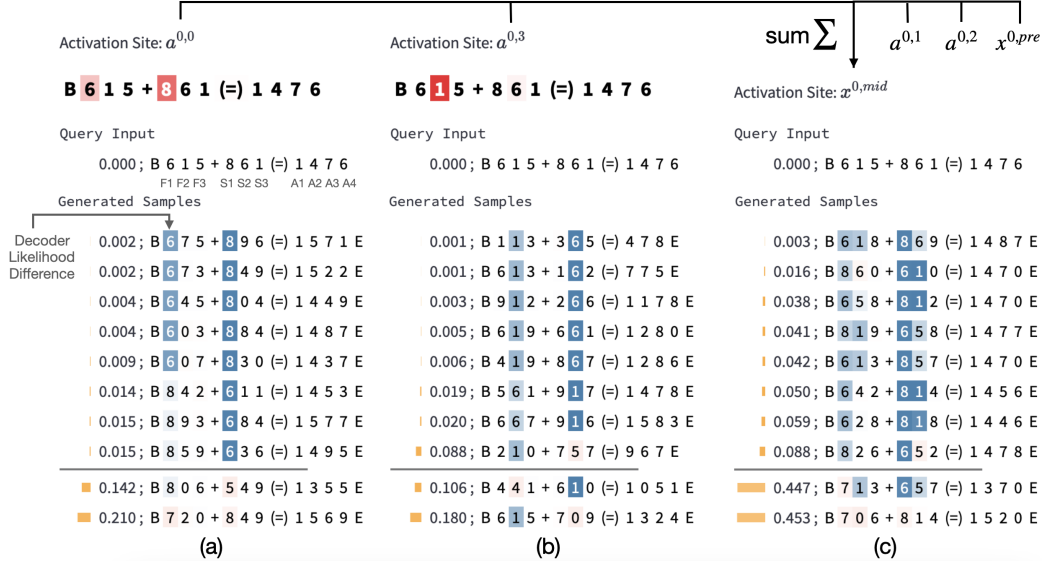 sum Σ
a^{0,1} a^{0,2} x^{0,pre}
Activation Site: a^{0,0}
B 6 1 5 + 8 6 1 (=) 1 4 7 6
Query Input
0.000 ; B 6 1 5 + 8 6 1 (=) 1 4 7 6
F1 F2 F3 S1 S2 S3 A1 A2 A3 A4
Generated Samples
Decoder
Likelihood
Difference
0.002 ; B 6 7 5 + 8 9 6 (=) 1 5 7 1 E
0.002 ; B 6 7 3 + 8 4 9 (=) 1 5 2 2 E
0.004 ; B 6 4 5 + 8 0 4 (=) 1 4 4 9 E
0.004 ; B 6 0 3 + 8 8 4 (=) 1 4 8 7 E
0.009 ; B 6 0 7 + 8 3 0 (=) 1 4 3 7 E
0.014 ; B 8 4 2 + 6 1 1 (=) 1 4 5 3 E
0.015 ; B 8 9 3 + 6 8 4 (=) 1 5 7 7 E
0.015 ; B 8 5 9 + 6 3 6 (=) 1 4 9 5 E
0.142 ; B 8 0 6 + 5 4 9 (=) 1 3 5 5 E
0.210 ; B 7 2 0 + 8 4 9 (=) 1 5 6 9 E
(a)
Activation Site: a^{0,3}
B 6 1 5 + 8 6 1 (=) 1 4 7 6
Query Input
0.000 ; B 6 1 5 + 8 6 1 (=) 1 4 7 6
Generated Samples
0.001 ; B 1 1 3 + 3 6 5 (=) 4 7 8 E
0.001 ; B 6 1 3 + 1 6 2 (=) 7 7 5 E
0.003 ; B 9 1 2 + 2 6 6 (=) 1 1 7 8 E
0.005 ; B 6 1 9 + 6 6 1 (=) 1 2 8 0 E
0.006 ; B 4 1 9 + 8 6 7 (=) 1 2 8 6 E
0.019 ; B 5 6 1 + 9 1 7 (=) 1 4 7 8 E
0.020 ; B 6 6 7 + 9 1 6 (=) 1 5 8 3 E
0.088 ; B 2 1 0 + 7 5 7 (=) 9 6 7 E
0.106 ; B 4 4 1 + 6 1 0 (=) 1 0 5 1 E
0.180 ; B 6 1 5 + 7 0 9 (=) 1 3 2 4 E
(b)
Activation Site: x^{0,mid}
Query Input
0.000 ; B 6 1 5 + 8 6 1 (=) 1 4 7 6
Generated Samples
0.003 ; B 6 1 8 + 8 6 9 (=) 1 4 8 7 E
0.016 ; B 8 6 0 + 6 1 0 (=) 1 4 7 0 E
0.038 ; B 6 5 8 + 8 1 2 (=) 1 4 7 0 E
0.041 ; B 8 1 9 + 6 5 8 (=) 1 4 7 7 E
0.042 ; B 6 1 3 + 8 5 7 (=) 1 4 7 0 E
0.050 ; B 6 4 2 + 8 1 4 (=) 1 4 5 6 E
0.059 ; B 6 2 8 + 8 1 8 (=) 1 4 4 6 E
0.088 ; B 8 2 6 + 6 5 2 (=) 1 4 7 8 E
0.447 ; B 7 1 3 + 6 5 7 (=) 1 3 7 0 E
0.453 ; B 7 0 6 + 8 1 4 (=) 1 5 2 0 E
(c)